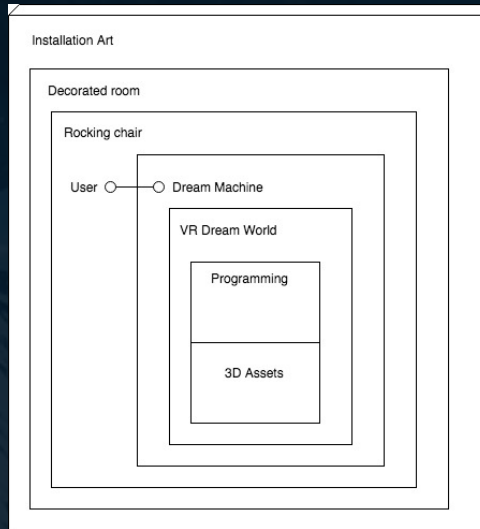 Installation Art
Decorated room
Rocking chair
User
Dream Machine
VR Dream World
Programming
3D Assets